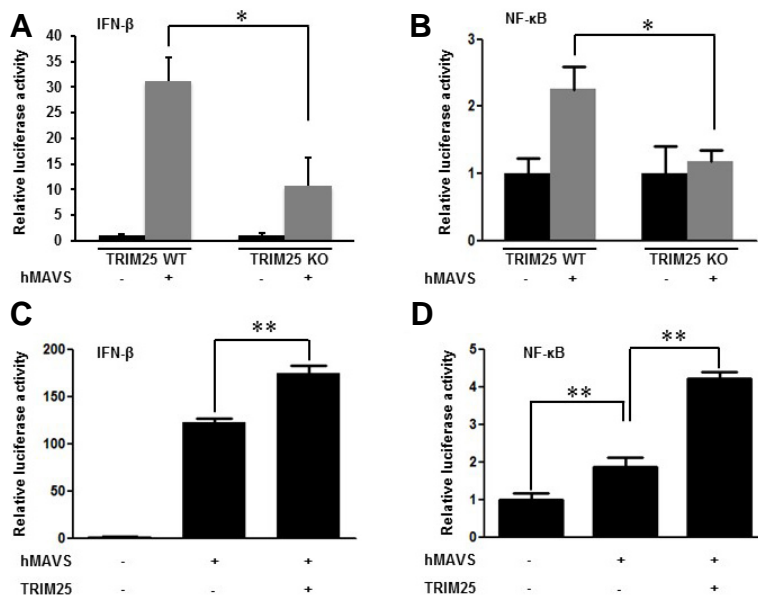 A
IFN-β
*
Relative luciferase activity
40
35
30
25
20
15
10
5
0
TRIM25 WT
TRIM25 KO
hMAVS - + - +
B
NF-κB
*
Relative luciferase activity
3
2
1
0
TRIM25 WT
TRIM25 KO
hMAVS - + - +
C
IFN-β
**
Relative luciferase activity
200
150
100
50
0
hMAVS - + +
TRIM25 - - +
D
NF-κB
**
**
Relative luciferase activity
5
4
3
2
1
0
hMAVS - + +
TRIM25 - - +